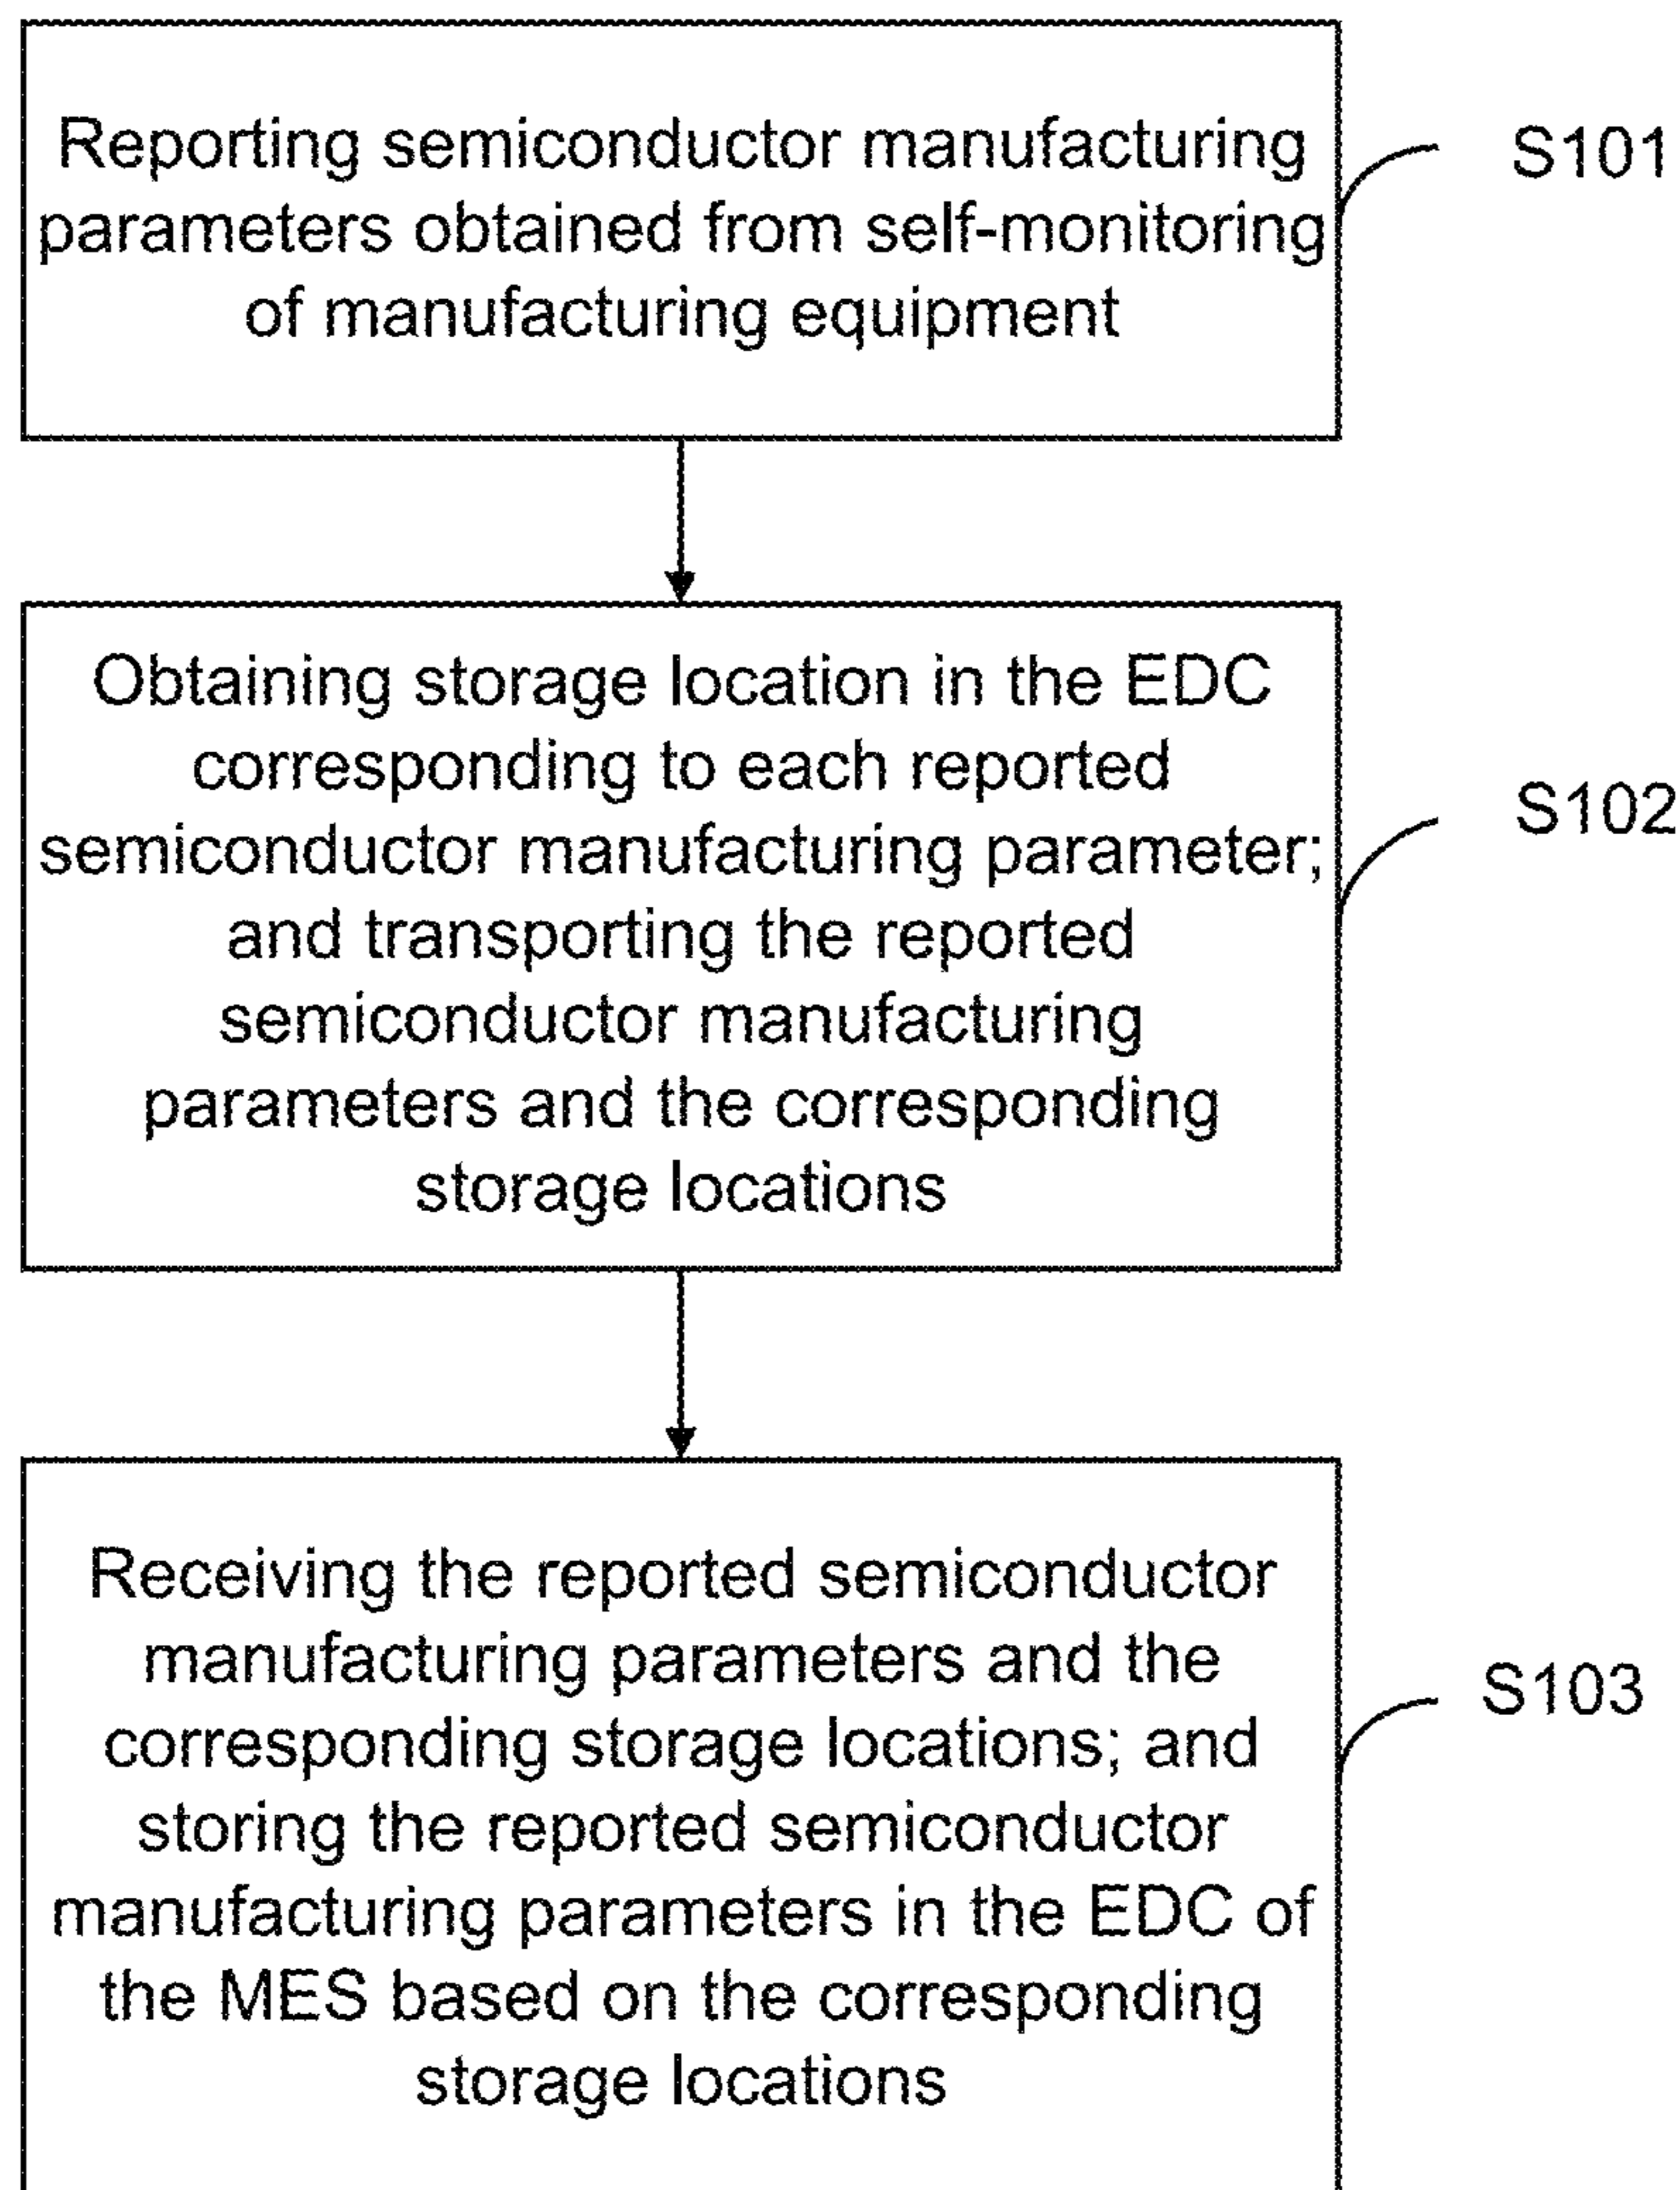 Reporting semiconductor manufacturing
parameters obtained from self-monitoring
of manufacturing equipment
S101
Obtaining storage location in the EDC
corresponding to each reported
semiconductor manufacturing parameter;
and transporting the reported
semiconductor manufacturing
parameters and the corresponding
storage locations
S102
Receiving the reported semiconductor
manufacturing parameters and the
corresponding storage locations; and
storing the reported semiconductor
manufacturing parameters in the EDC of
the MES based on the corresponding
storage locations
S103